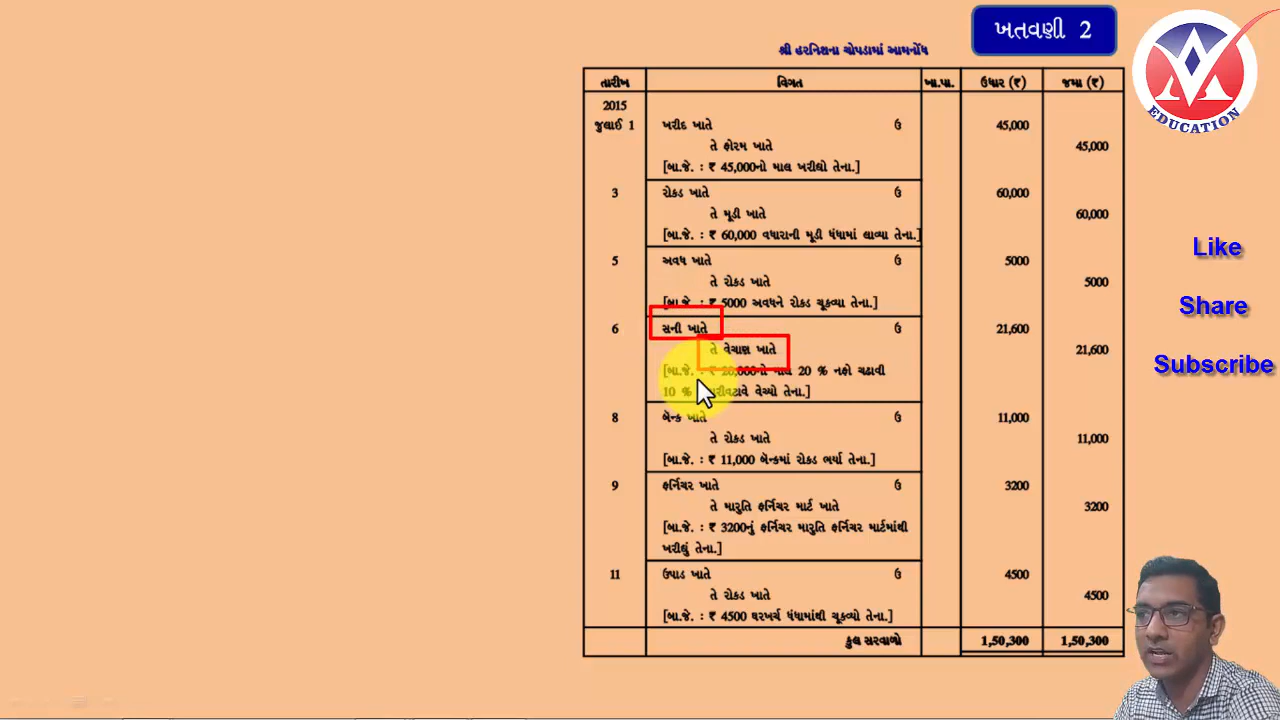 ખતવણી 2
શ્રી હરનિશના ચોપડામાં આમનોંધ
તારીખ વિગત ખા.પા. ઉધાર (₹) જમા (₹)
2015
જુલાઈ 1 ખરીદ ખાતે ઉ 45,000
તે ફોરમ ખાતે 45,000
[બા.જે. : ₹ 45,000નો માલ ખરીદ્યો તેના.]
3 રોકડ ખાતે ઉ 60,000
તે મૂડી ખાતે 60,000
[બા.જે. : ₹ 60,000 વધારાની મૂડી ધંધામાં લાવ્યા તેના.]
5 અવધ ખાતે ઉ 5000
તે રોકડ ખાતે 5000
[બા.જે. : ₹ 5000 અવધને રોકડ ચૂકવ્યા તેના.]
6 સની ખાતે ઉ 21,600
તે વેચાણ ખાતે 21,600
[બા.જે. : ₹ 20,000નો માલ 20 % નફો ચઢાવી
10 % વેચ્યો તેના.]
8 બૅન્ક ખાતે ઉ 11,000
તે રોકડ ખાતે 11,000
[બા.જે. : ₹ 11,000 બૅન્કમાં રોકડ ભર્યા તેના.]
9 ફર્નિચર ખાતે ઉ 3200
તે મારુતિ ફર્નિચર માર્ટ ખાતે 3200
[બા.જે. : ₹ 3200નું ફર્નિચર મારુતિ ફર્નિચર માર્ટમાંથી
ખરીદ્યું તેના.]
11 ઉપાડ ખાતે ઉ 4500
તે રોકડ ખાતે 4500
[બા.જે. : ₹ 4500 ઘરખર્ચ ધંધામાંથી ચૂકવ્યો તેના.]
કુલ સરવાળો 1,50,300 1,50,300
EDUCATION
Like
Share
Subscribe